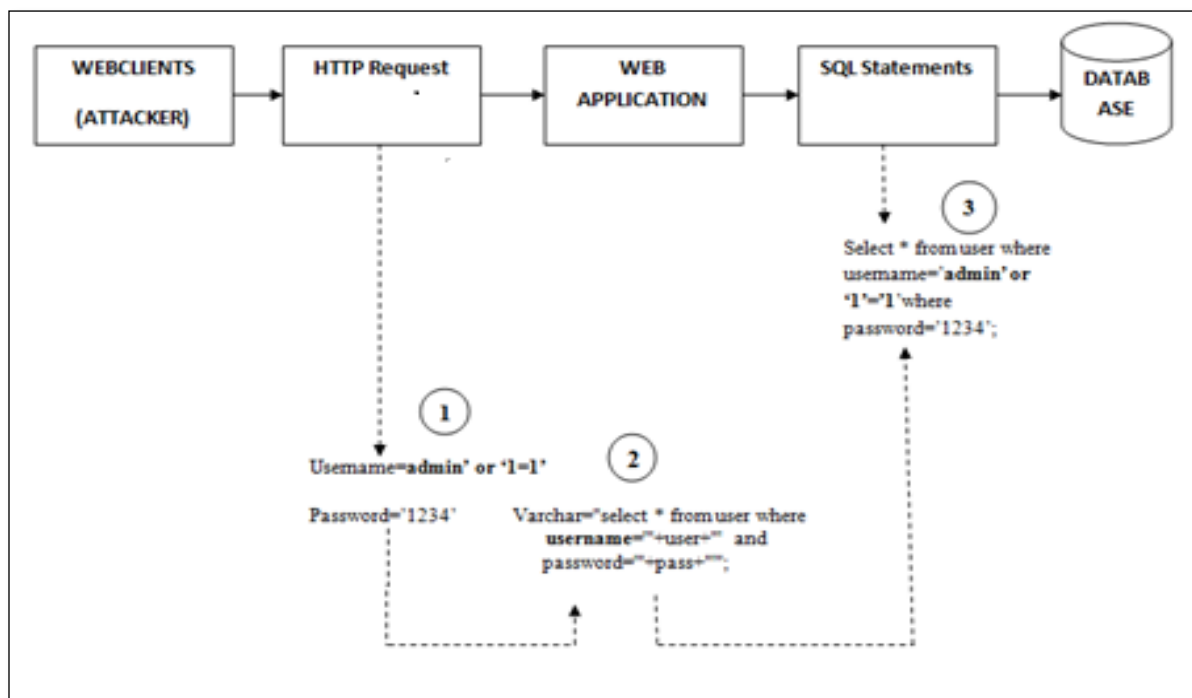 WEBCLIENTS
(ATTACKER)
HTTP Request
WEB
APPLICATION
SQL Statements
DATAB
ASE
3
Select * from user where
username=’admin’ or
‘1’=’1’where
password=’1234’;
1
Username=admin’ or ‘1=1’
Password=’1234’
2
Varchar="select * from user where
username='"+user+"' and
password='"+pass+"'";